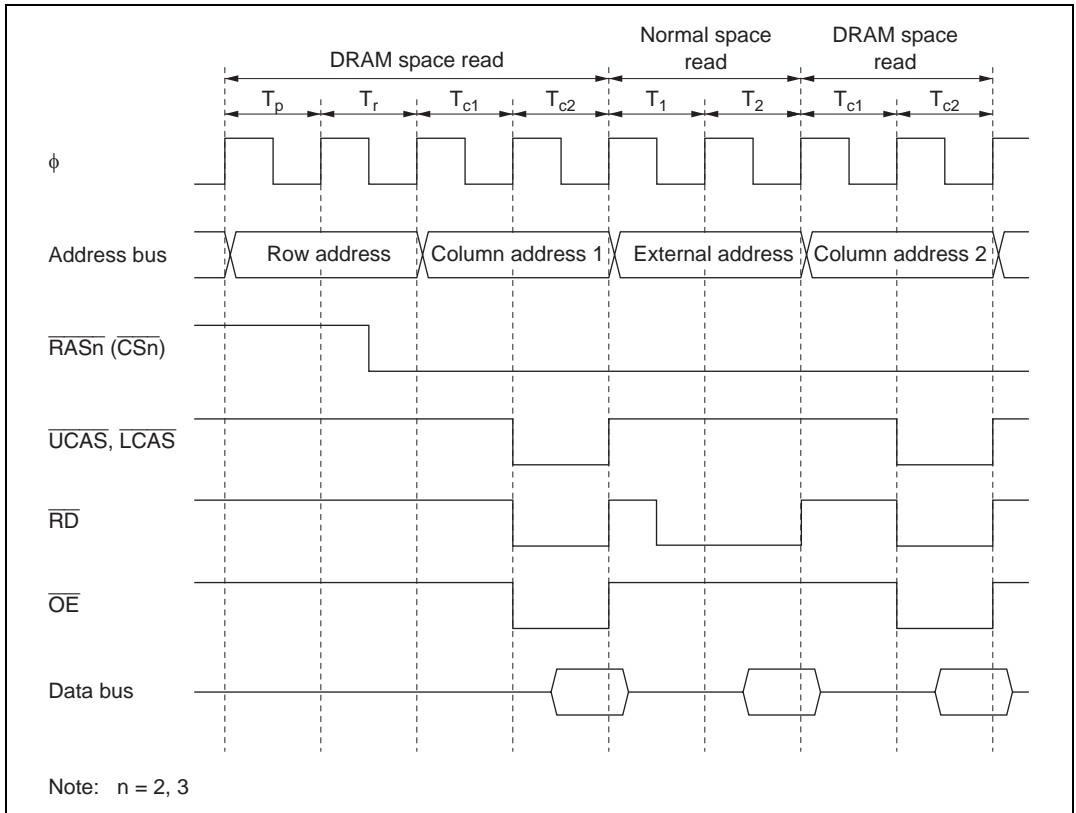 Normal space DRAM space
DRAM space read read read
Tp Tr Tc1 Tc2 T1 T2 Tc1 Tc2
ϕ
Address bus Row address Column address 1 External address Column address 2
RASn (CSn)
UCAS, LCAS
RD
OE
Data bus
Note: n = 2, 3